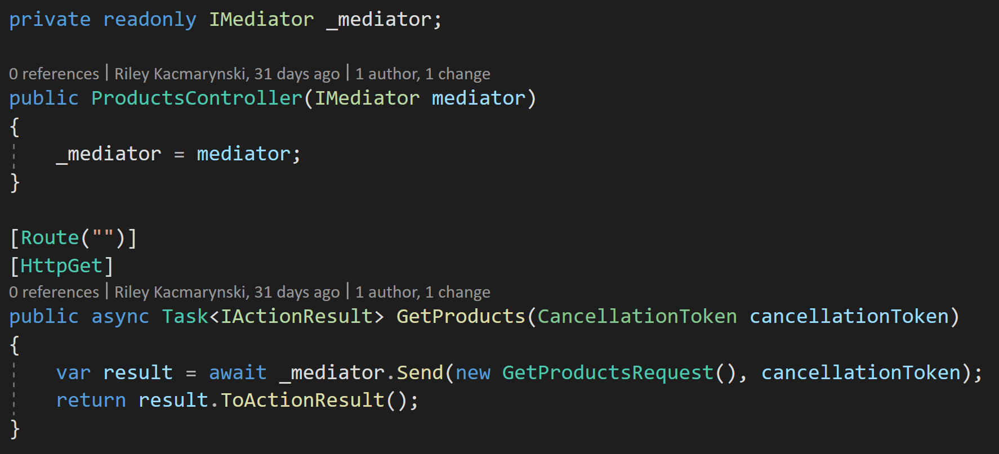 private readonly IMediator _mediator;
0 references | Riley Kacmarynski, 31 days ago | 1 author, 1 change
public ProductsController(IMediator mediator)
{
    _mediator = mediator;
}
[Route("")]
[HttpGet]
0 references | Riley Kacmarynski, 31 days ago | 1 author, 1 change
public async Task<IActionResult> GetProducts(CancellationToken cancellationToken)
{
    var result = await _mediator.Send(new GetProductsRequest(), cancellationToken);
    return result.ToActionResult();
}